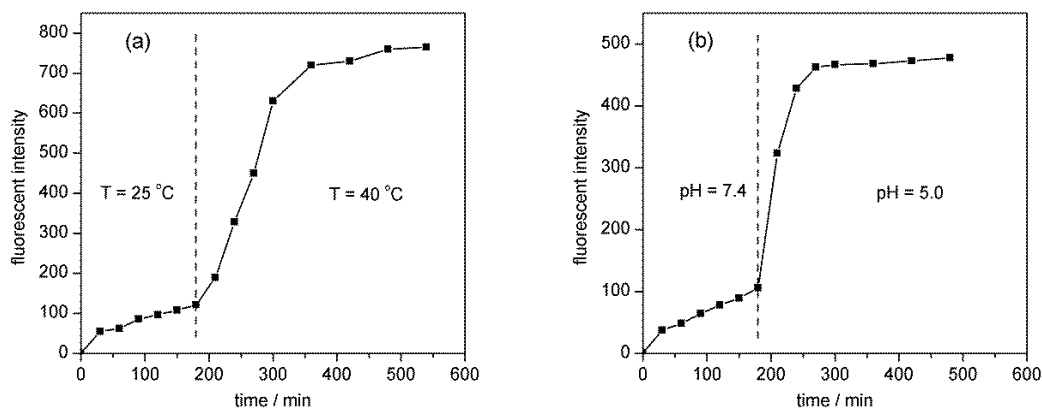 (a)
fluorescent intensity
800
700
600
500
400
300
200
100
0
T = 25 °C
T = 40 °C
0 100 200 300 400 500 600
time / min
(b)
fluorescent intensity
500
400
300
200
100
0
pH = 7.4
pH = 5.0
0 100 200 300 400 500 600
time / min